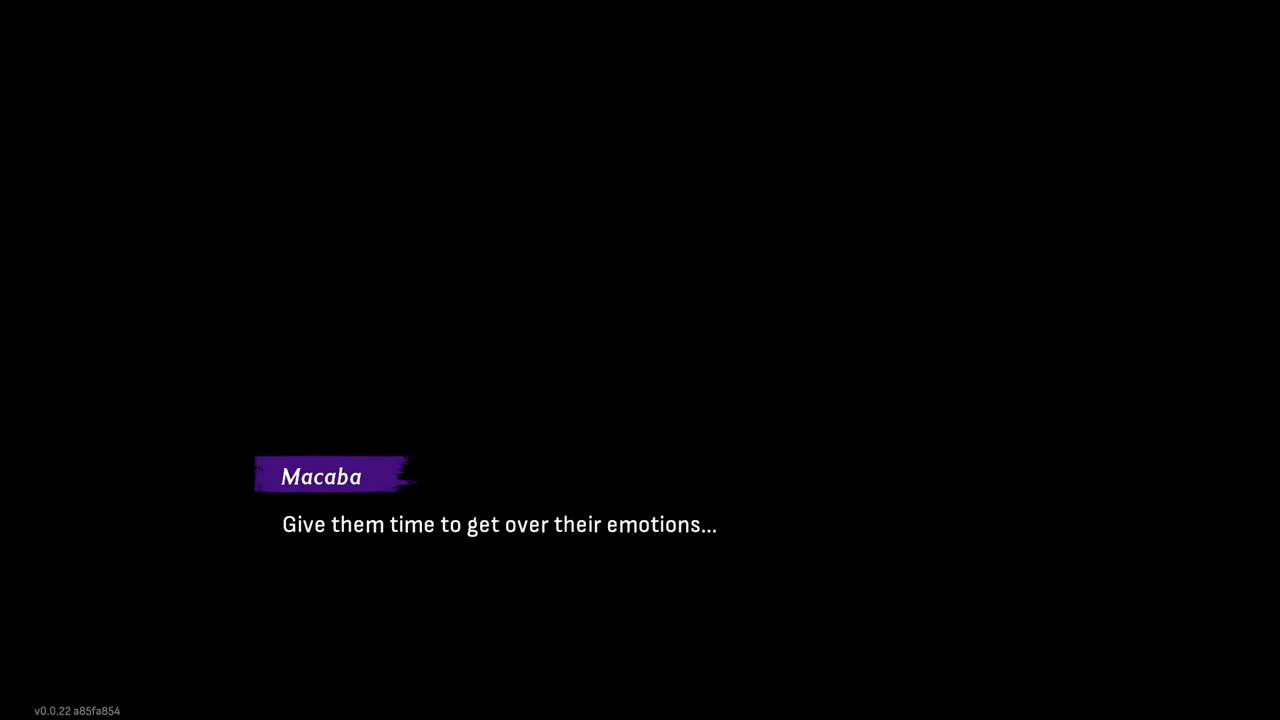 Macaba
Give them time to get over their emotions...
v0.0.22 a85fa854